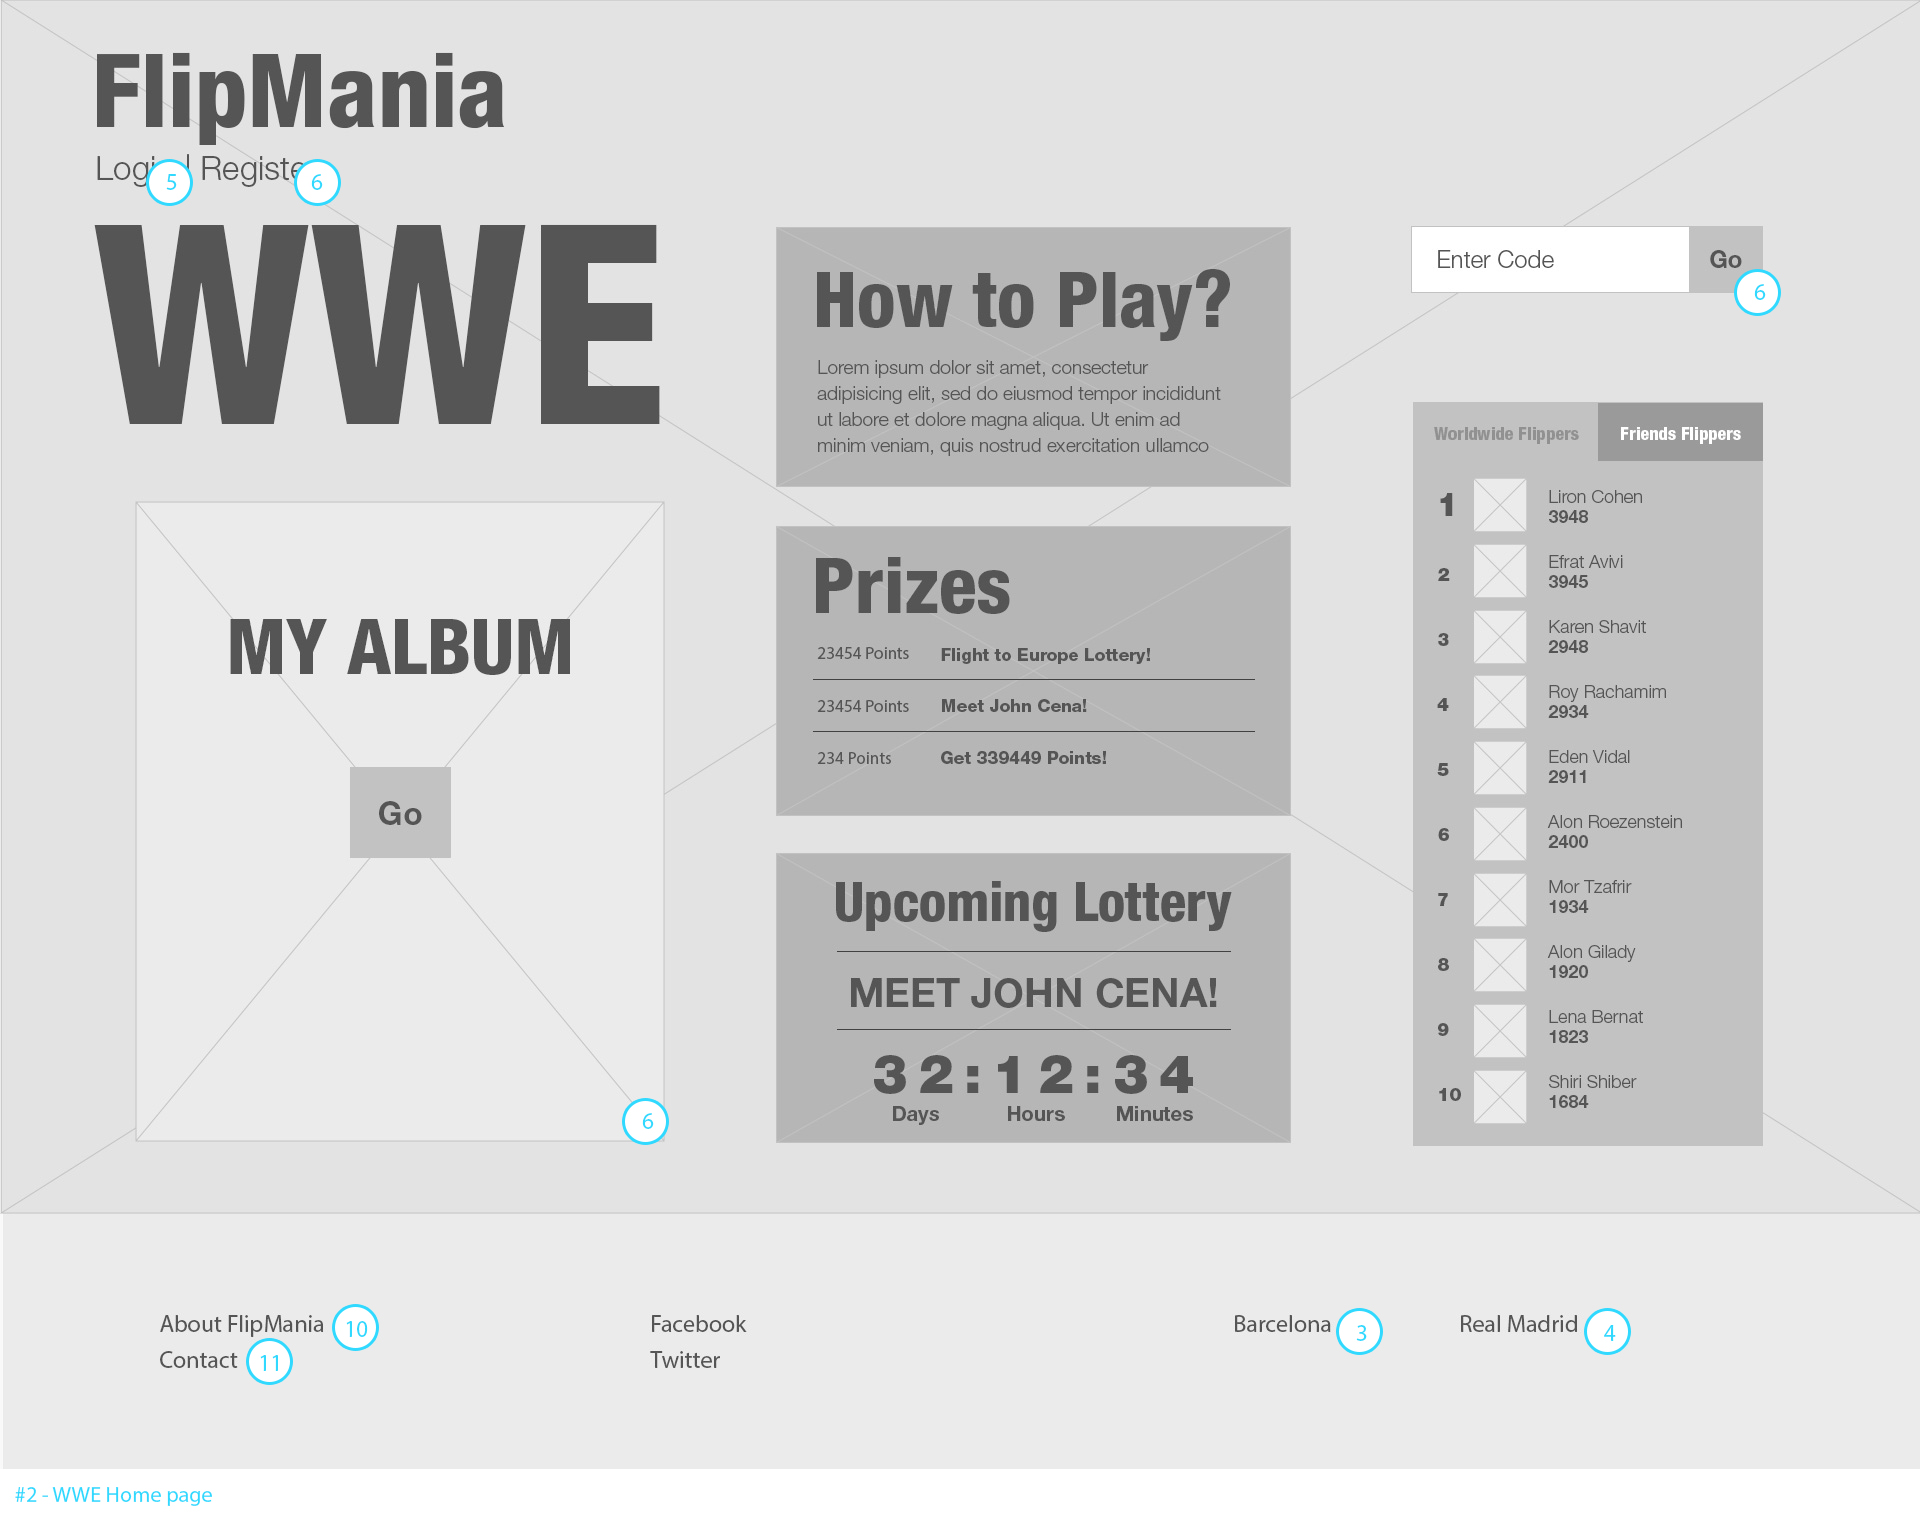 FlipMania
Login | Register
5
6
WWE
MY ALBUM
Go
6
How to Play?
Lorem ipsum dolor sit amet, consectetur
adipisicing elit, sed do eiusmod tempor incididunt
ut labore et dolore magna aliqua. Ut enim ad
minim veniam, quis nostrud exercitation ullamco
Prizes
23454 Points Flight to Europe Lottery!
23454 Points Meet John Cena!
234 Points Get 339449 Points!
Upcoming Lottery
MEET JOHN CENA!
32:12:34
Days Hours Minutes
Enter Code Go
6
Worldwide Flippers Friends Flippers
1 Liron Cohen
3948
2 Efrat Avivi
3945
3 Karen Shavit
2948
4 Roy Rachamim
2934
5 Eden Vidal
2911
6 Alon Roezenstein
2400
7 Mor Tzafrir
1934
8 Alon Gilady
1920
9 Lena Bernat
1823
10 Shiri Shiber
1684
About FlipMania 10
Contact 11
Facebook
Twitter
Barcelona 3
Real Madrid 4
#2 - WWE Home page